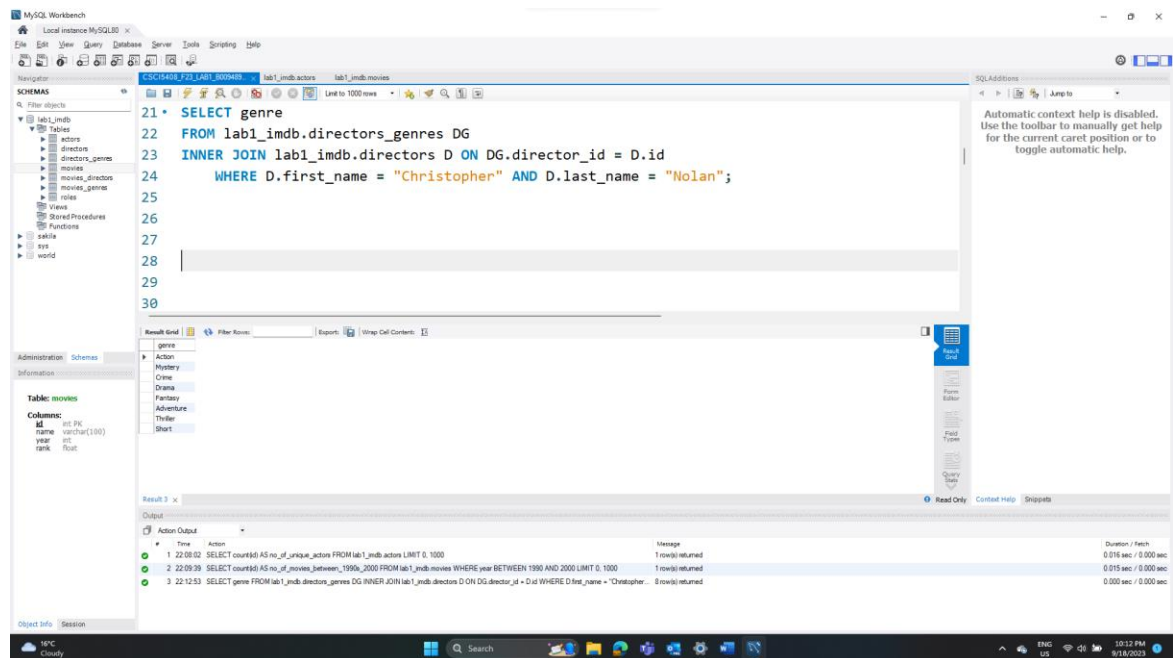 MySQL Workbench
Local instance MySQL80 ×
File Edit View Query Database Server Tools Scripting Help
Navigator
SCHEMAS
Filter objects
lab1_imdb
Tables
actors
directors
directors_genres
movies
movies_directors
movies_genres
roles
Views
Stored Procedures
Functions
sakila
sys
world
Administration Schemas
Information
Table: movies
Columns:
id int PK
name varchar(100)
year int
rank float
Object Info Session
lab1_imdb.actors lab1_imdb.movies
Limit to 1000 rows
21 SELECT genre
22 FROM lab1_imdb.directors_genres DG
23 INNER JOIN lab1_imdb.directors D ON DG.director_id = D.id
24 WHERE D.first_name = "Christopher" AND D.last_name = "Nolan";
25
26
27
28
29
30
Result Grid Filter Rows: Export: Wrap Cell Content:
genre
Action
Mystery
Crime
Drama
Fantasy
Adventure
Thriller
Short
Result Grid
Form Editor
Field Types
Query Stats
Result 3 ×
Read Only
Output
Action Output
# Time Action Message Duration / Fetch
1 22:08:02 SELECT count(id) AS no_of_unique_actors FROM lab1_imdb.actors LIMIT 0, 1000 1 row(s) returned 0.016 sec / 0.000 sec
2 22:09:39 SELECT count(id) AS no_of_movies_between_1990s_2000 FROM lab1_imdb.movies WHERE year BETWEEN 1990 AND 2000 LIMIT 0, 1000 1 row(s) returned 0.015 sec / 0.000 sec
3 22:12:53 SELECT genre FROM lab1_imdb.directors_genres DG INNER JOIN lab1_imdb.directors D ON DG.director_id = D.id WHERE D.first_name = "Christopher... 8 row(s) returned 0.000 sec / 0.000 sec
SQLAdditions
Jump to
Automatic context help is disabled.
Use the toolbar to manually get help
for the current caret position or to
toggle automatic help.
Context Help Snippets
16°C
Cloudy
Search
ENG
US
10:12 PM
9/18/2023